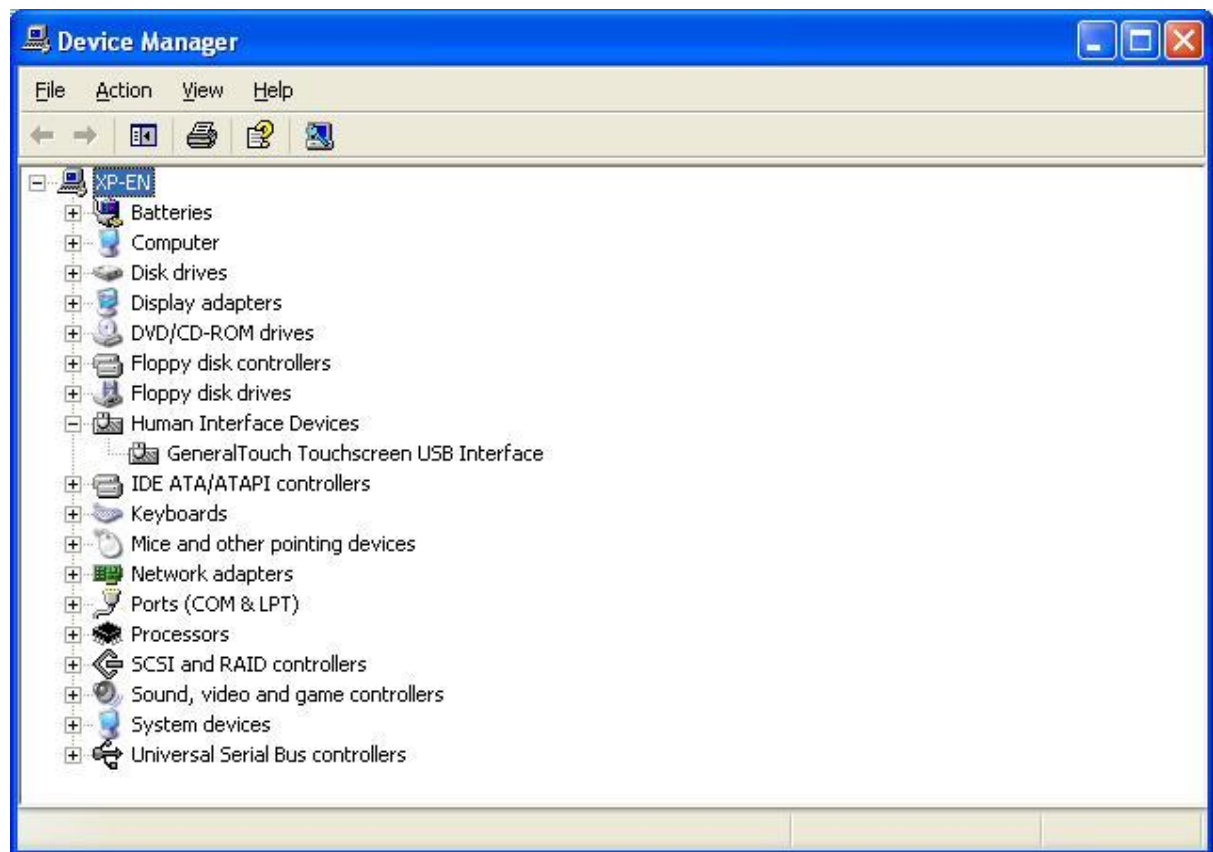 Device Manager
File Action View Help
XP-EN
Batteries
Computer
Disk drives
Display adapters
DVD/CD-ROM drives
Floppy disk controllers
Floppy disk drives
Human Interface Devices
GeneralTouch Touchscreen USB Interface
IDE ATA/ATAPI controllers
Keyboards
Mice and other pointing devices
Network adapters
Ports (COM & LPT)
Processors
SCSI and RAID controllers
Sound, video and game controllers
System devices
Universal Serial Bus controllers